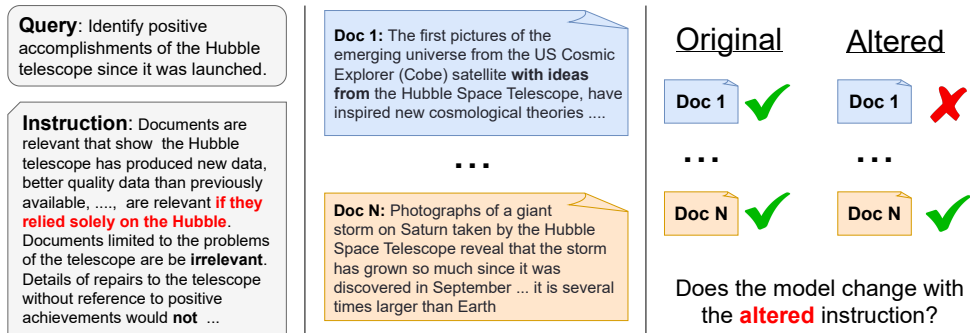 Query: Identify positive
accomplishments of the Hubble
telescope since it was launched.
Instruction: Documents are
relevant that show the Hubble
telescope has produced new data,
better quality data than previously
available, ...., are relevant if they
relied solely on the Hubble.
Documents limited to the problems
of the telescope are be irrelevant.
Details of repairs to the telescope
without reference to positive
achievements would not ...
Doc 1: The first pictures of the
emerging universe from the US Cosmic
Explorer (Cobe) satellite with ideas
from the Hubble Space Telescope, have
inspired new cosmological theories ....
...
Doc N: Photographs of a giant
storm on Saturn taken by the Hubble
Space Telescope reveal that the storm
has grown so much since it was
discovered in September ... it is several
times larger than Earth
Original Altered
Doc 1 Doc 1
... ...
Doc N Doc N
Does the model change with
the altered instruction?